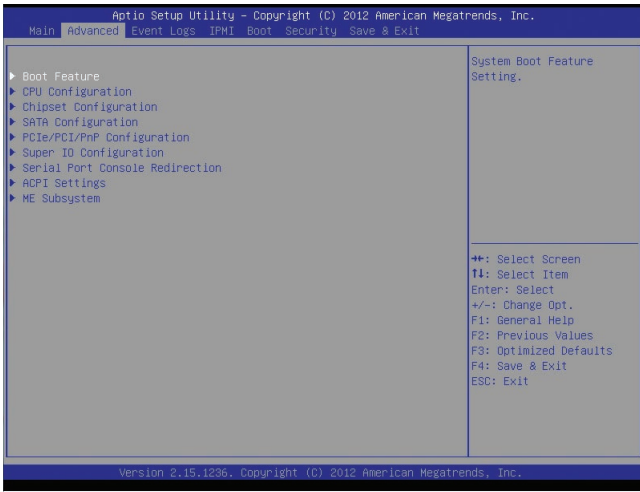 Aptio Setup Utility – Copyright (C) 2012 American Megatrends, Inc.
Main Advanced Event Logs IPMI Boot Security Save & Exit
▶ Boot Feature
▶ CPU Configuration
▶ Chipset Configuration
▶ SATA Configuration
▶ PCIe/PCI/PnP Configuration
▶ Super IO Configuration
▶ Serial Port Console Redirection
▶ ACPI Settings
▶ ME Subsystem
System Boot Feature
Setting.
→←: Select Screen
↑↓: Select Item
Enter: Select
+/-: Change Opt.
F1: General Help
F2: Previous Values
F3: Optimized Defaults
F4: Save & Exit
ESC: Exit
Version 2.15.1236. Copyright (C) 2012 American Megatrends, Inc.